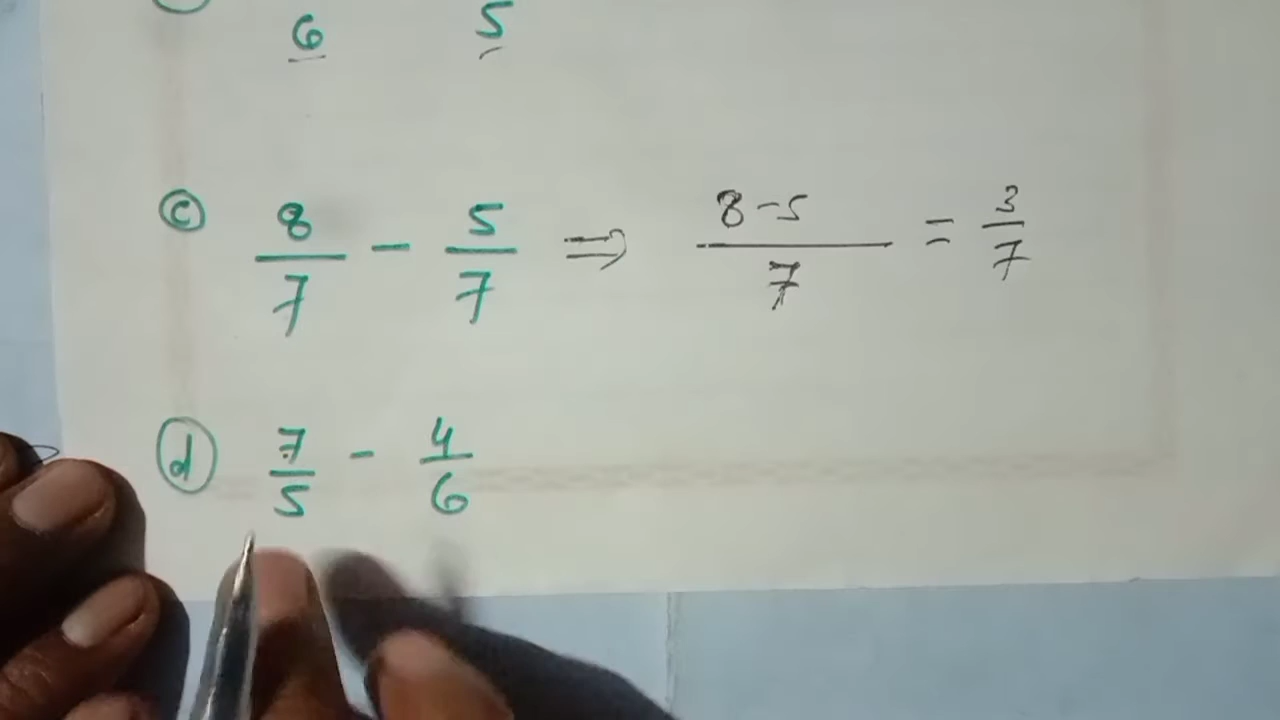 6 5
ⓒ 8/7 - 5/7 ⇒ 8-5/7 = 3/7
ⓓ 7/5 - 4/6